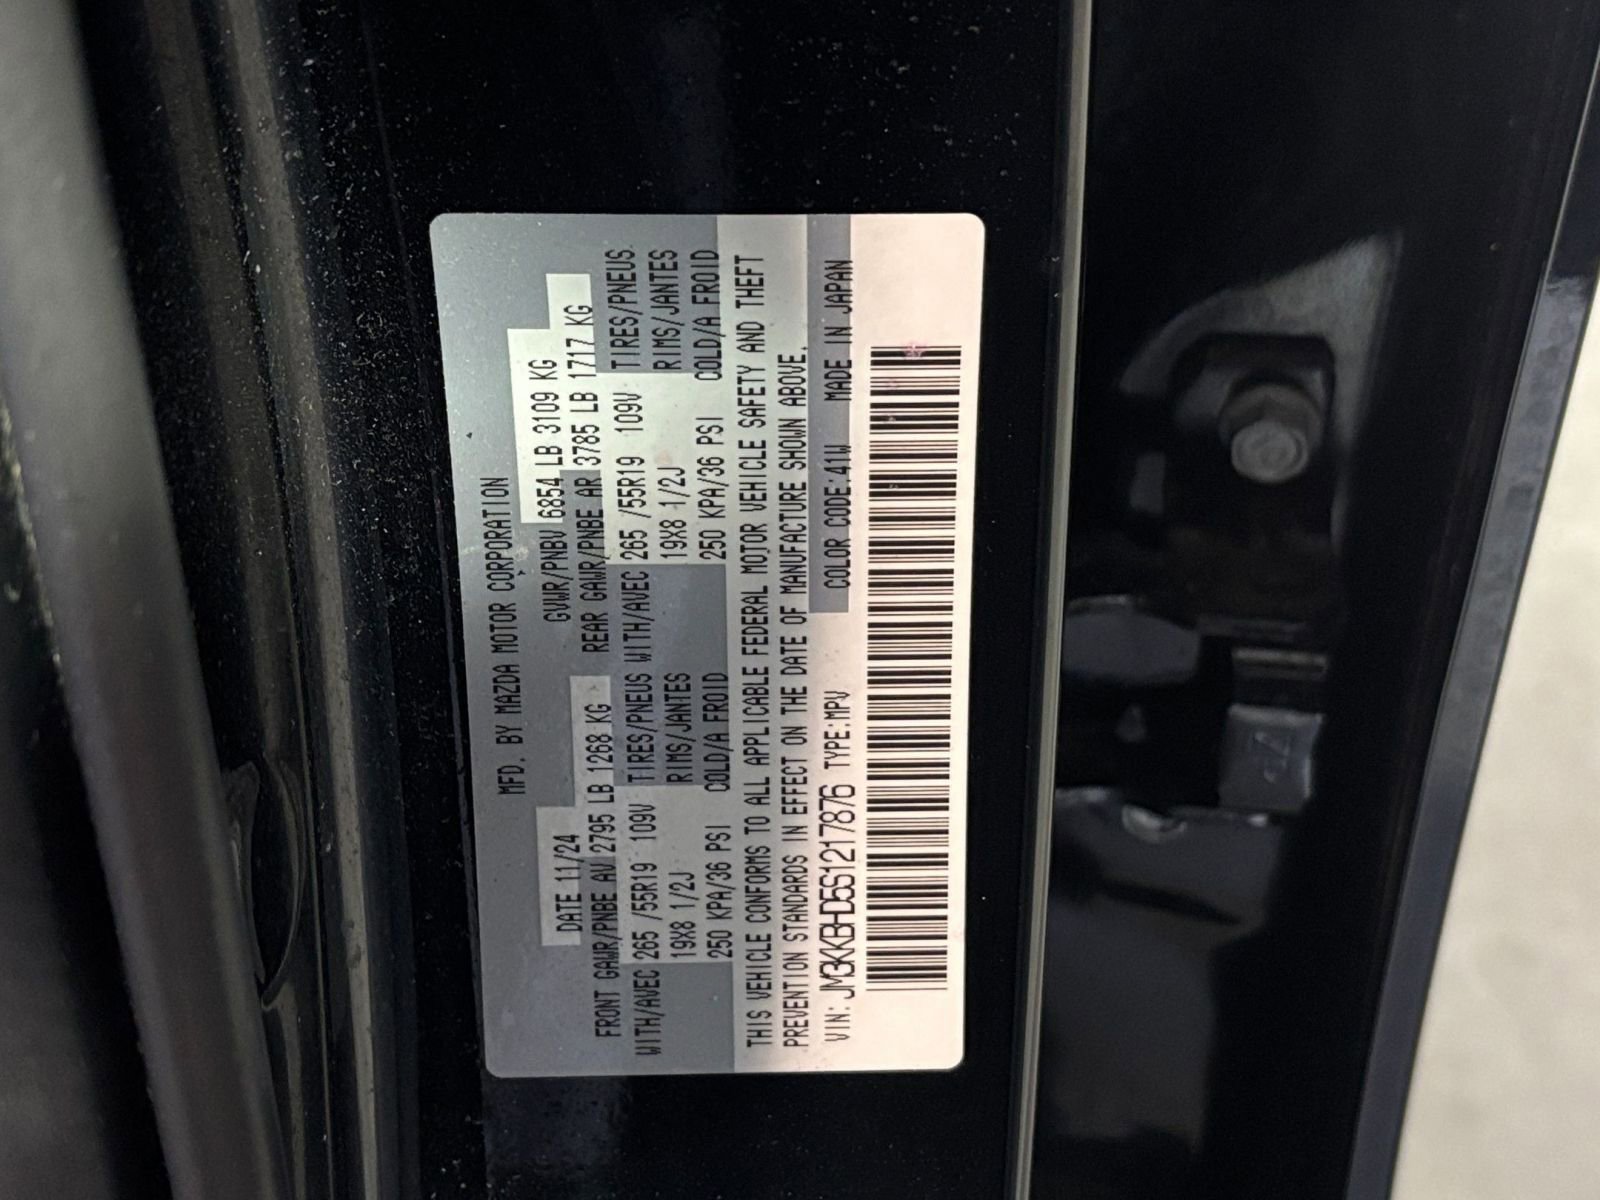 MFD. BY MAZDA MOTOR CORPORATION
DATE 11/24 GVWR/PNBV 6854 LB 3109 KG
FRONT GAWR/PNBE AV 2795 LB 1268 KG REAR GAWR/PNBE AR 3785 LB 1717 KG
WITH/AVEC 265 /55R19 109V TIRES/PNEUS WITH/AVEC 265 /55R19 109V TIRES/PNEUS
19X8 1/2J RIMS/JANTES 19X8 1/2J RIMS/JANTES
250 KPA/36 PSI COLD/A FROID 250 KPA/36 PSI COLD/A FROID
THIS VEHICLE CONFORMS TO ALL APPLICABLE FEDERAL MOTOR VEHICLE SAFETY AND THEFT
PREVENTION STANDARDS IN EFFECT ON THE DATE OF MANUFACTURE SHOWN ABOVE.
VIN: JM3KKBHD5S1217876 TYPE:MPV COLOR CODE:41W MADE IN JAPAN